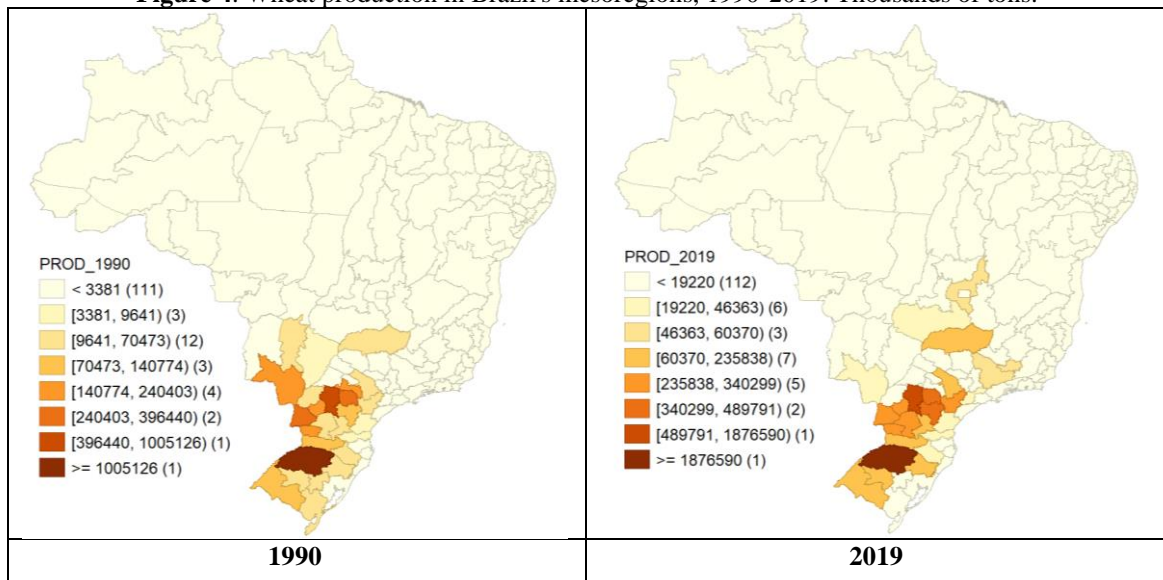 Figure 4. Wheat production in Brazil's mesoregions, 1990-2019. Thousands of tons.
PROD_1990
< 3381 (111)
[3381, 9641) (3)
[9641, 70473) (12)
[70473, 140774) (3)
[140774, 240403) (4)
[240403, 396440) (2)
[396440, 1005126) (1)
>= 1005126 (1)
1990
PROD_2019
< 19220 (112)
[19220, 46363) (6)
[46363, 60370) (3)
[60370, 235838) (7)
[235838, 340299) (5)
[340299, 489791) (2)
[489791, 1876590) (1)
>= 1876590 (1)
2019